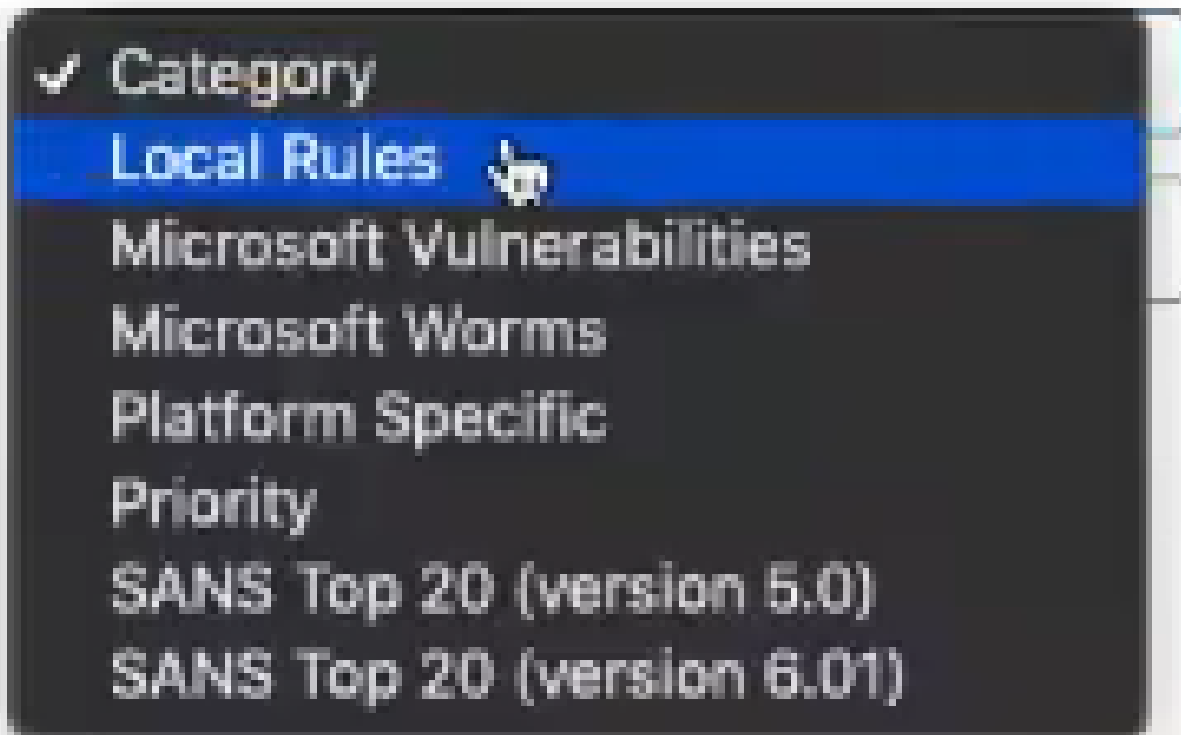 Category
Local Rules
Microsoft Vulnerabilities
Microsoft Worms
Platform Specific
Priority
SANS Top 20 (version 5.0)
SANS Top 20 (version 6.01)